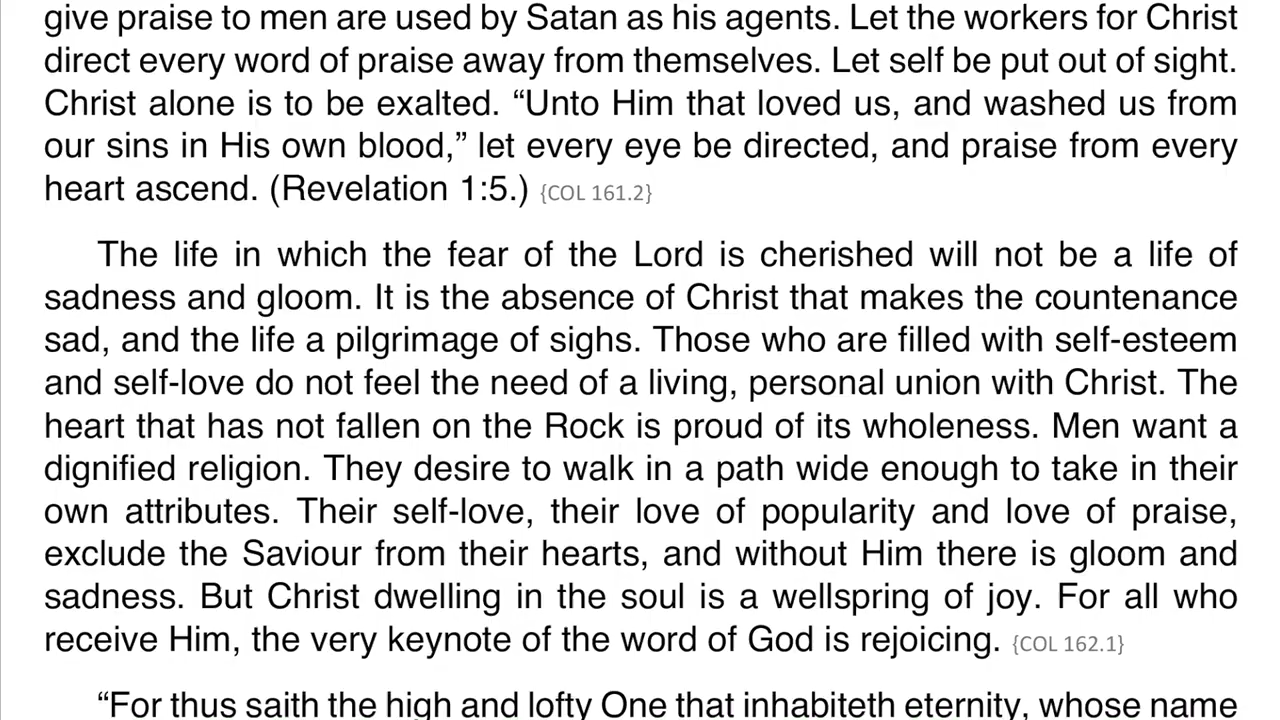 give praise to men are used by Satan as his agents. Let the workers for Christ
direct every word of praise away from themselves. Let self be put out of sight.
Christ alone is to be exalted. “Unto Him that loved us, and washed us from
our sins in His own blood,” let every eye be directed, and praise from every
heart ascend. (Revelation 1:5.) {COL 161.2}
The life in which the fear of the Lord is cherished will not be a life of
sadness and gloom. It is the absence of Christ that makes the countenance
sad, and the life a pilgrimage of sighs. Those who are filled with self-esteem
and self-love do not feel the need of a living, personal union with Christ. The
heart that has not fallen on the Rock is proud of its wholeness. Men want a
dignified religion. They desire to walk in a path wide enough to take in their
own attributes. Their self-love, their love of popularity and love of praise,
exclude the Saviour from their hearts, and without Him there is gloom and
sadness. But Christ dwelling in the soul is a wellspring of joy. For all who
receive Him, the very keynote of the word of God is rejoicing. {COL 162.1}
“For thus saith the high and lofty One that inhabiteth eternity, whose name